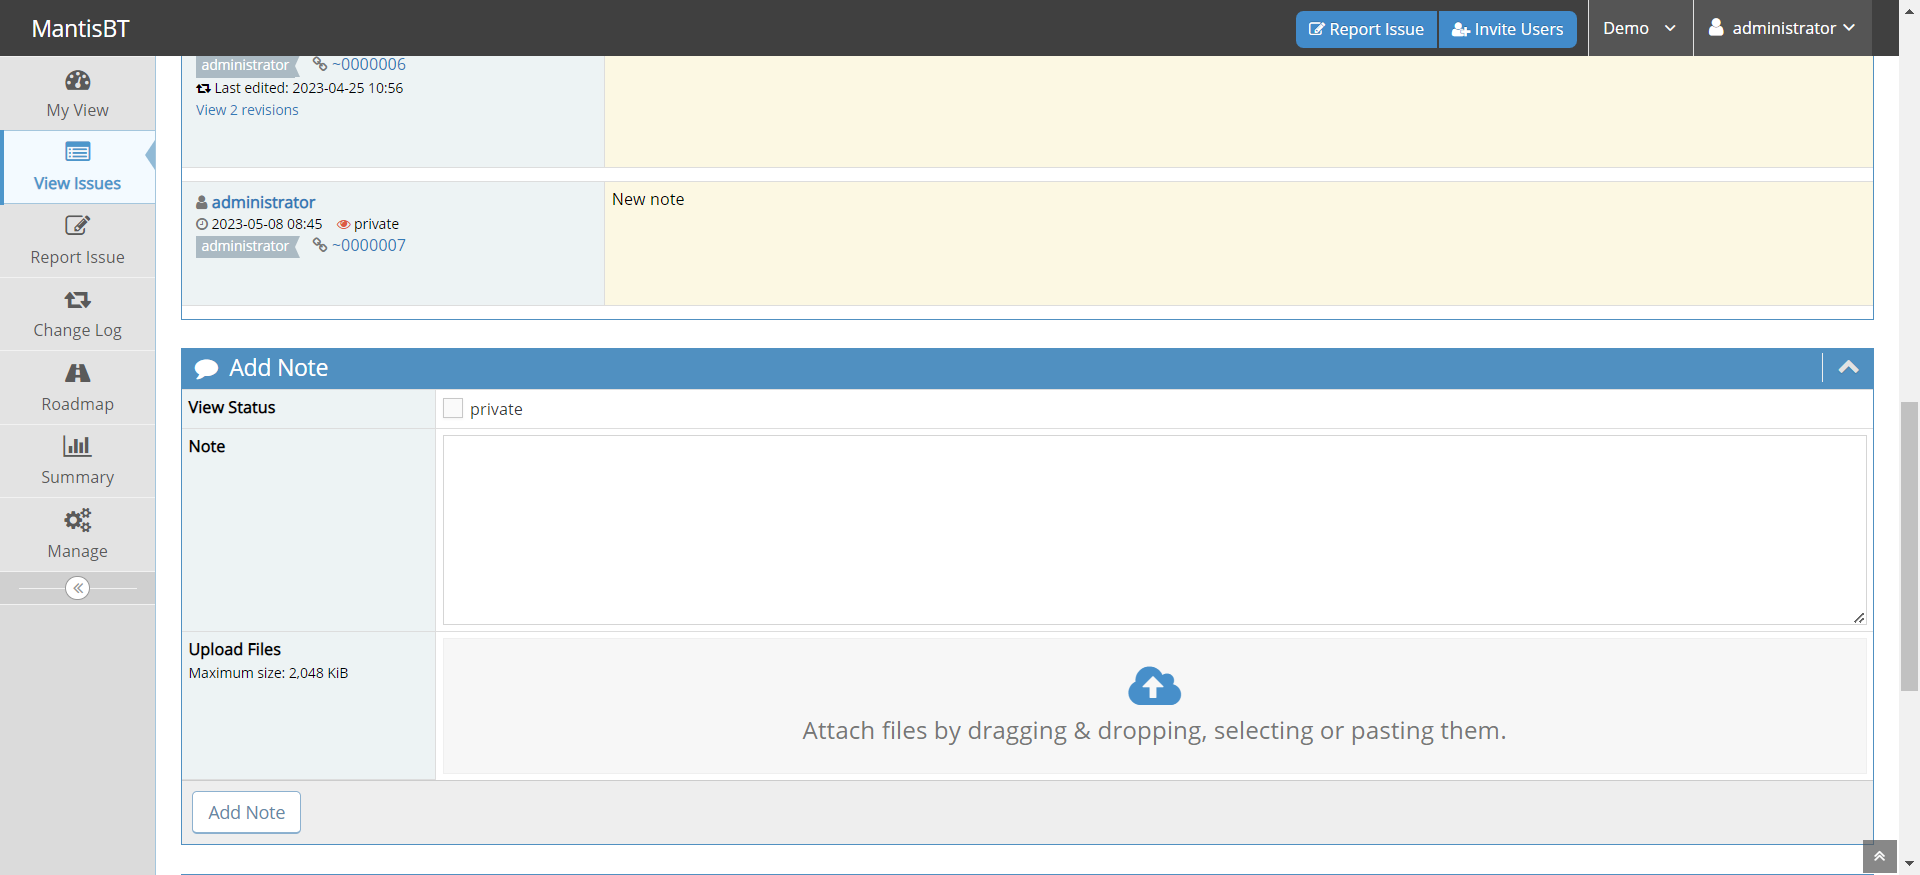 MantisBT
Report Issue
Invite Users
Demo
administrator
My View
View Issues
Report Issue
Change Log
Roadmap
Summary
Manage
administrator ~0000006
Last edited: 2023-04-25 10:56
View 2 revisions
administrator
2023-05-08 08:45 private
administrator ~0000007
New note
Add Note
View Status
private
Note
Upload Files
Maximum size: 2,048 KiB
Attach files by dragging & dropping, selecting or pasting them.
Add Note